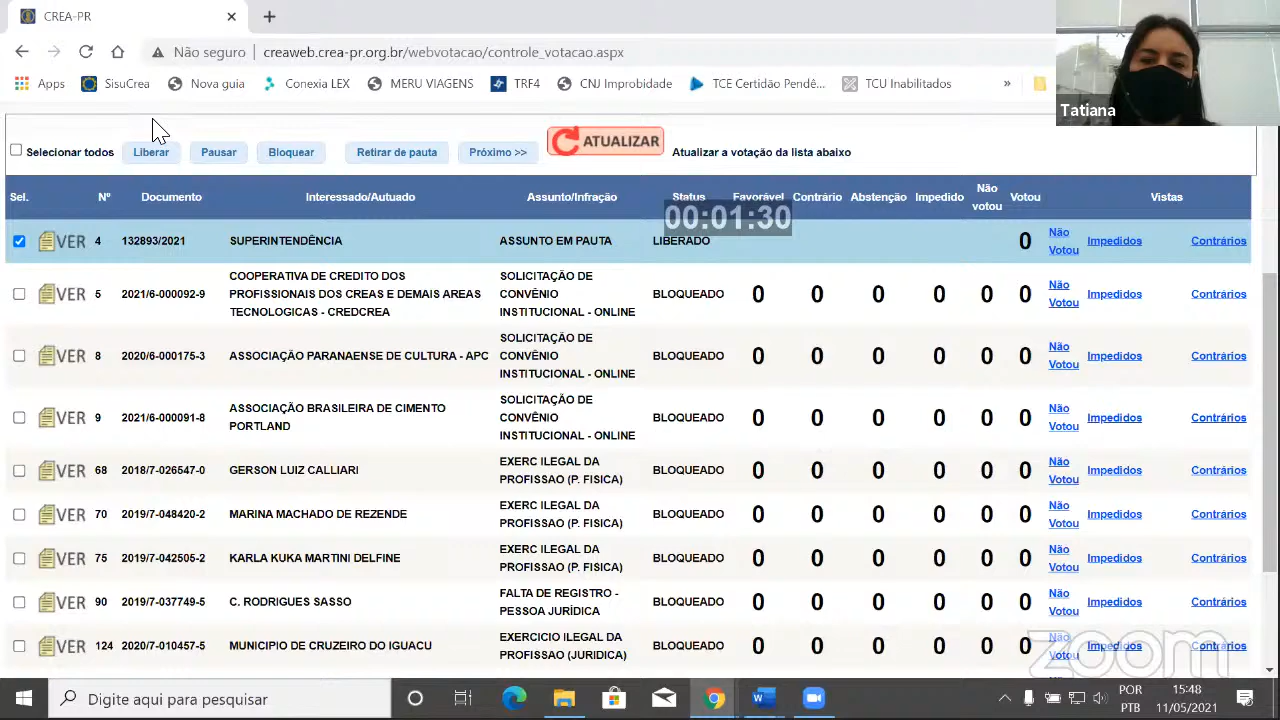 CREA-PR
Não seguro | creaweb.crea-pr.org.br/webvotacao/controle_votacao.aspx
Apps SisuCrea Nova guia Conexia LEX MERU VIAGENS TRF4 CNJ Improbidade TCE Certidão Pendê... TCU Inabilitados »
Tatiana
Selecionar todos Liberar Pausar Bloquear Retirar de pauta Próximo >> ATUALIZAR Atualizar a votação da lista abaixo
Sel. Nº Documento Interessado/Autuado Assunto/Infração Status Favorável Contrário Abstenção Impedido Não votou Votou Vistas
00:01:30
VER 4 132893/2021 SUPERINTENDÊNCIA ASSUNTO EM PAUTA LIBERADO 0 Não Votou Impedidos Contrários
VER 5 2021/6-000092-9 COOPERATIVA DE CREDITO DOS PROFISSIONAIS DOS CREAS E DEMAIS AREAS TECNOLOGICAS - CREDCREA SOLICITAÇÃO DE CONVÊNIO INSTITUCIONAL - ONLINE BLOQUEADO 0 0 0 0 0 0 Não Votou Impedidos Contrários
VER 8 2020/6-000175-3 ASSOCIAÇÃO PARANAENSE DE CULTURA - APC SOLICITAÇÃO DE CONVÊNIO INSTITUCIONAL - ONLINE BLOQUEADO 0 0 0 0 0 0 Não Votou Impedidos Contrários
VER 9 2021/6-000091-8 ASSOCIAÇÃO BRASILEIRA DE CIMENTO PORTLAND SOLICITAÇÃO DE CONVÊNIO INSTITUCIONAL - ONLINE BLOQUEADO 0 0 0 0 0 0 Não Votou Impedidos Contrários
VER 68 2018/7-026547-0 GERSON LUIZ CALLIARI EXERC ILEGAL DA PROFISSAO (P. FISICA) BLOQUEADO 0 0 0 0 0 0 Não Votou Impedidos Contrários
VER 70 2019/7-048420-2 MARINA MACHADO DE REZENDE EXERC ILEGAL DA PROFISSAO (P. FISICA) BLOQUEADO 0 0 0 0 0 0 Não Votou Impedidos Contrários
VER 75 2019/7-042505-2 KARLA KUKA MARTINI DELFINE EXERC ILEGAL DA PROFISSAO (P. FISICA) BLOQUEADO 0 0 0 0 0 0 Não Votou Impedidos Contrários
VER 90 2019/7-037749-5 C. RODRIGUES SASSO FALTA DE REGISTRO - PESSOA JURÍDICA BLOQUEADO 0 0 0 0 0 0 Não Votou Impedidos Contrários
VER 124 2020/7-010457-5 MUNICIPIO DE CRUZEIRO DO IGUACU EXERCICIO ILEGAL DA PROFISSAO (JURIDICA) BLOQUEADO 0 0 0 0 0 0 Não Votou Impedidos Contrários
zoom
Digite aqui para pesquisar
POR 15:48
PTB 11/05/2021